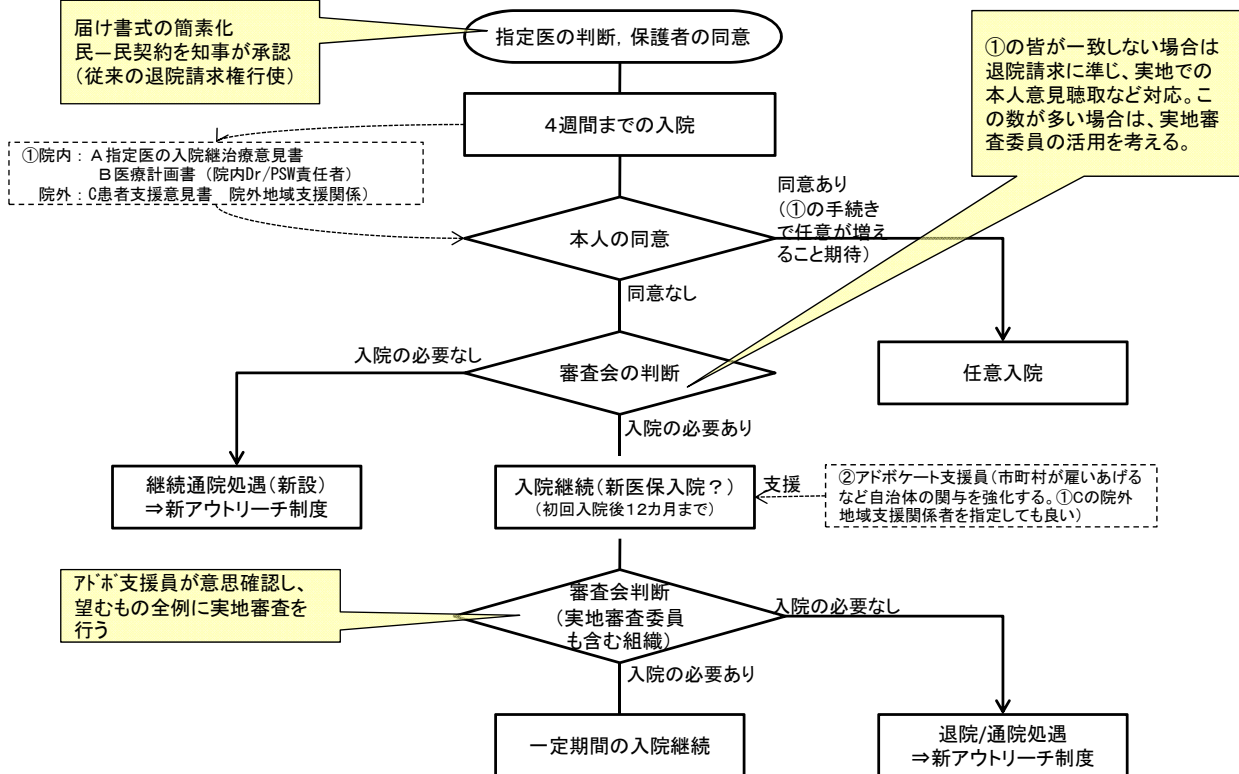 届け書式の簡素化
民―民契約を知事が承認
(従来の退院請求権行使)
指定医の判断，保護者の同意
①の皆が一致しない場合は
退院請求に準じ、実地での
本人意見聴取など対応。こ
の数が多い場合は、実地審
査委員の活用を考える。
4週間までの入院
①院内：A指定医の入院継治療意見書
B医療計画書（院内Dr/PSW責任者）
院外：C患者支援意見書　院外地域支援関係）
本人の同意
同意あり
(①の手続き
で任意が増え
ること期待)
同意なし
審査会の判断
入院の必要なし
任意入院
入院の必要あり
継続通院処遇(新設)
⇒新アウトリーチ制度
入院継続(新医保入院？)
(初回入院後12カ月まで)
支援
②アドボケート支援員(市町村が雇いあげる
など自治体の関与を強化する。①Cの院外
地域支援関係者を指定しても良い)
アドボ支援員が意思確認し、
望むもの全例に実地審査を
行う
審査会判断
(実地審査委員
も含む組織)
入院の必要なし
入院の必要あり
一定期間の入院継続
退院/通院処遇
⇒新アウトリーチ制度